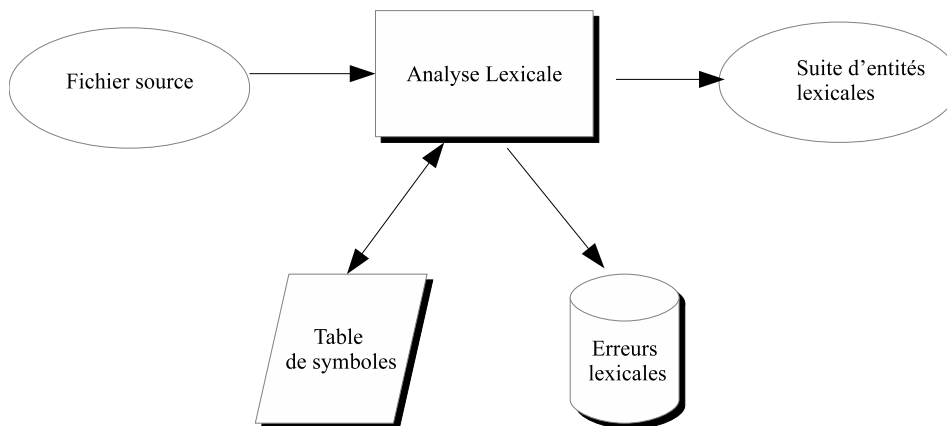 Fichier source
Analyse Lexicale
Suite d’entités
lexicales
Table
de symboles
Erreurs
lexicales